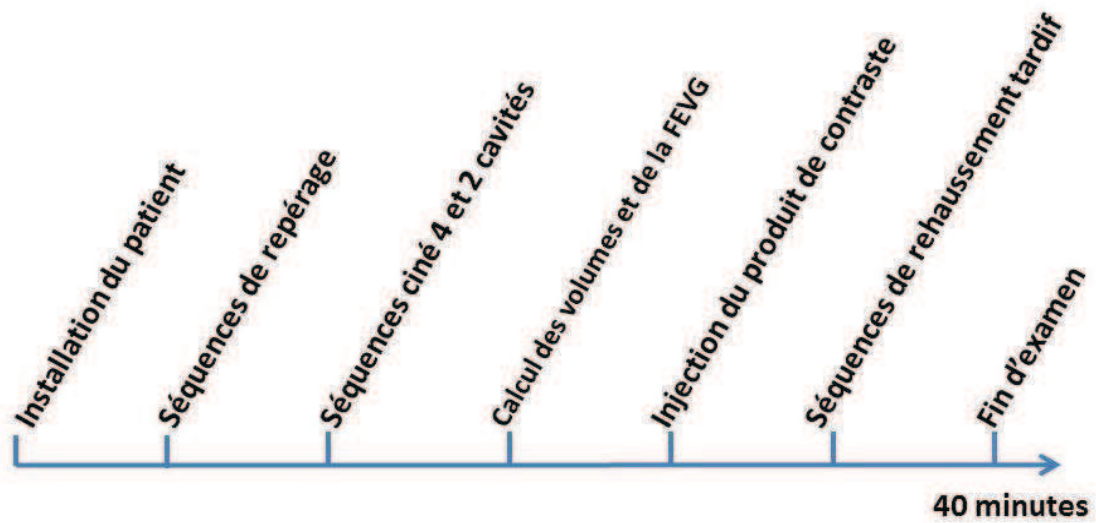 Installation du patient
Séquences de repérage
Séquences ciné 4 et 2 cavités
Calcul des volumes et de la FEVG
Injection du produit de contraste
Séquences de rehaussement tardif
Fin d'examen
40 minutes